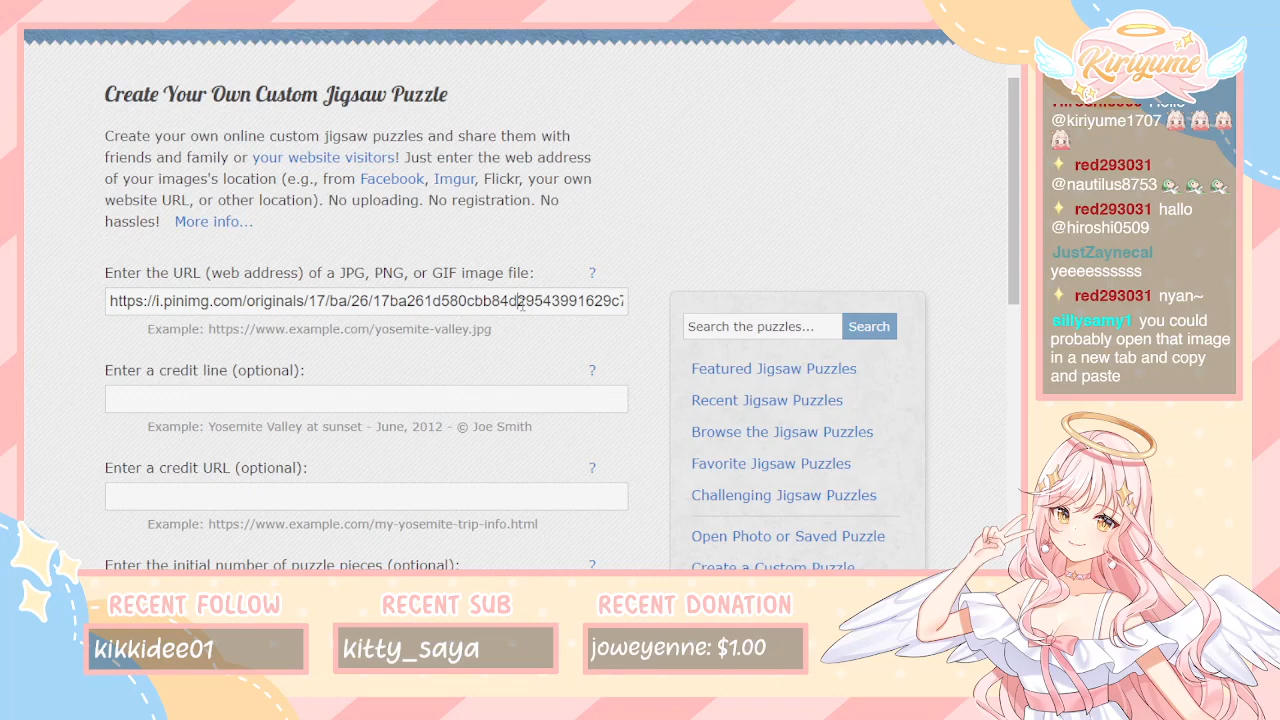 Create Your Own Custom Jigsaw Puzzle
Create your own online custom jigsaw puzzles and share them with
friends and family or your website visitors! Just enter the web address
of your images's location (e.g., from Facebook, Imgur, Flickr, your own
website URL, or other location). No uploading. No registration. No
hassles! More info...
Enter the URL (web address) of a JPG, PNG, or GIF image file: ?
https://i.pinimg.com/originals/17/ba/26/17ba261d580cbb84d29543991629c7
Example: https://www.example.com/yosemite-valley.jpg
Enter a credit line (optional): ?
Example: Yosemite Valley at sunset - June, 2012 - © Joe Smith
Enter a credit URL (optional): ?
Example: https://www.example.com/my-yosemite-trip-info.html
Enter the initial number of puzzle pieces (optional): ?
Search the puzzles...
Search
Featured Jigsaw Puzzles
Recent Jigsaw Puzzles
Browse the Jigsaw Puzzles
Favorite Jigsaw Puzzles
Challenging Jigsaw Puzzles
Open Photo or Saved Puzzle
Create a Custom Puzzle
Kiriyume
@kiriyume1707
red293031
@nautilus8753
red293031 hallo
@hiroshi0509
JustZaynecal
yeeeessssss
red293031 nyan~
sillysamy1 you could
probably open that image
in a new tab and copy
and paste
RECENT FOLLOW
kikkidee01
RECENT SUB
kitty_saya
RECENT DONATION
joweyenne: $1.00